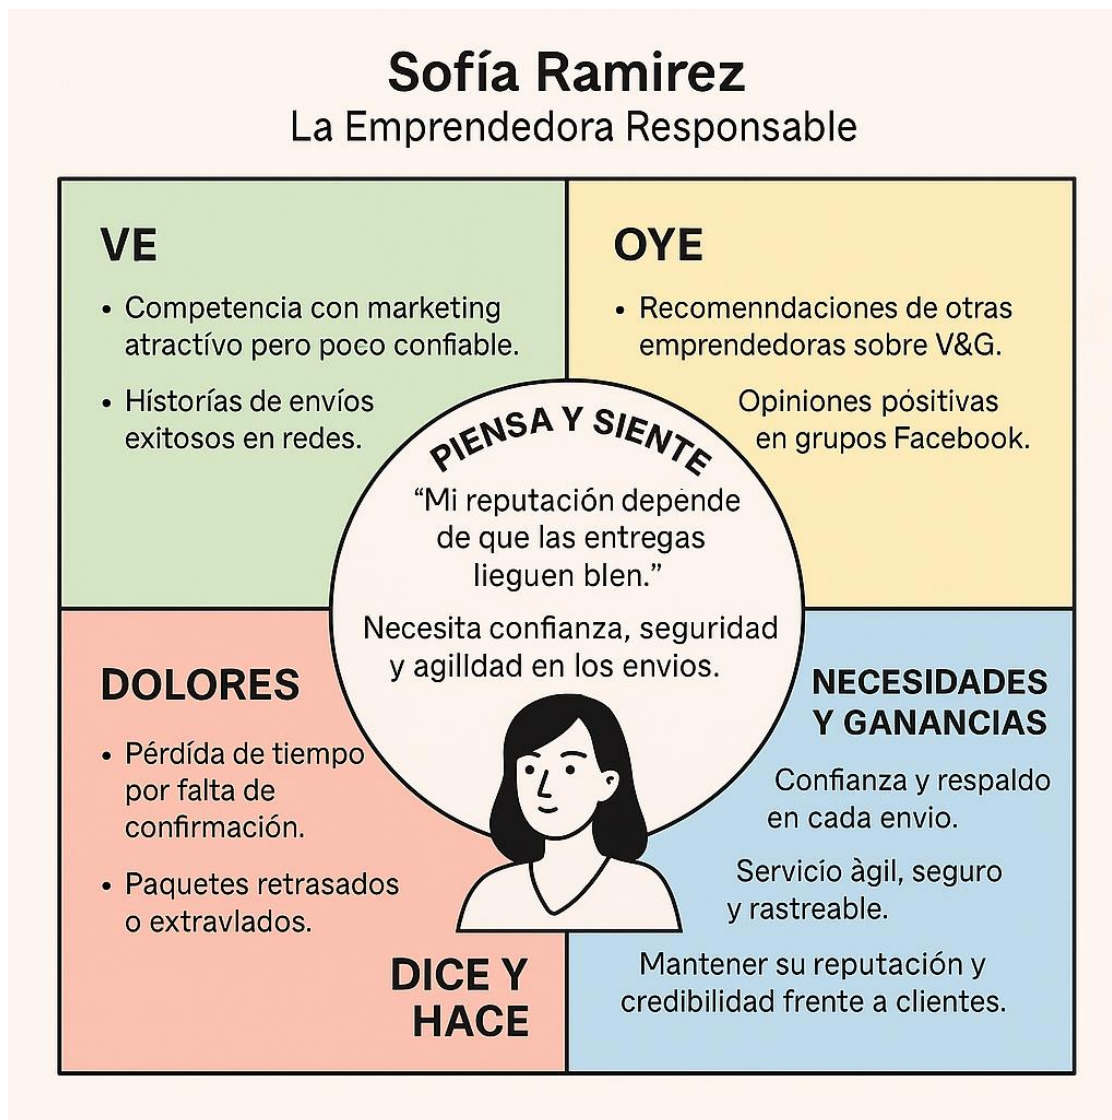 Sofía Ramirez
La Emprendedora Responsable
VE
• Competencia con marketing
atractívo pero poco confiable.
• Hístorías de envíos
exitosos en redes.
OYE
• Recomenndaciones de otras
emprendedoras sobre V&G.
Opiniones pósitivas
en grupos Facebook.
PIENSA Y SIENTE
“Mi reputación depende
de que las entregas
lieguen blen.”
Necesita confianza, seguridad
y agilldad en los envios.
DOLORES
• Pérdída de tiempo
por falta de
confirmación.
• Paquetes retrasados
o extravlados.
DICE Y
HACE
NECESIDADES
Y GANANCIAS
Confianza y respaldo
en cada envio.
Servicío àgil, seguro
y rastreable.
Mantener su reputación y
credibilidad frente a clientes.